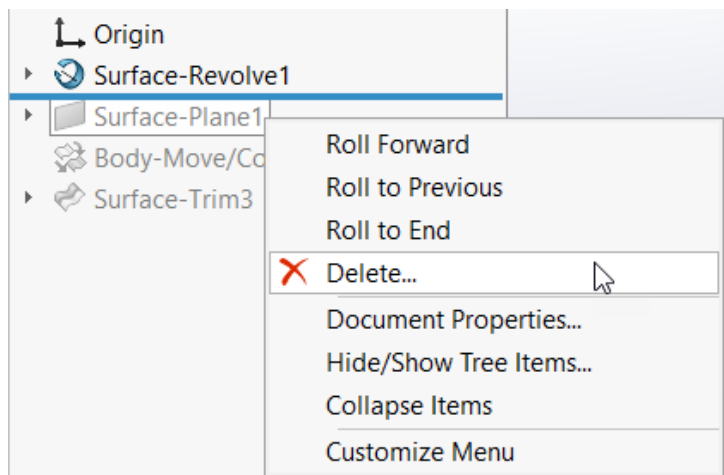 Origin
Surface-Revolve1
Surface-Plane1
Body-Move/Co
Surface-Trim3
Roll Forward
Roll to Previous
Roll to End
Delete...
Document Properties...
Hide/Show Tree Items...
Collapse Items
Customize Menu